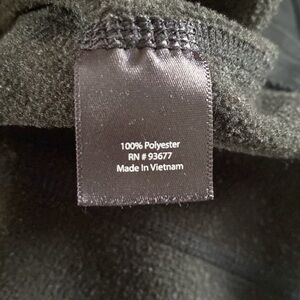 100% Polyester
RN # 93677
Made In Vietnam